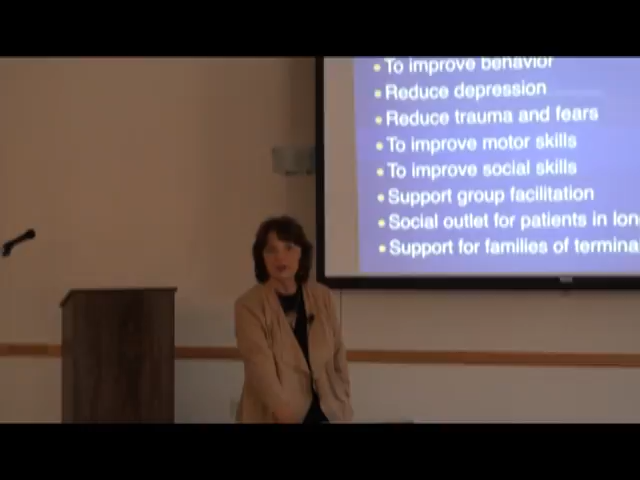 • To improve behavior
• Reduce depression
• Reduce trauma and fears
• To improve motor skills
• To improve social skills
• Support group facilitation
• Social outlet for patients in
• Support for families of